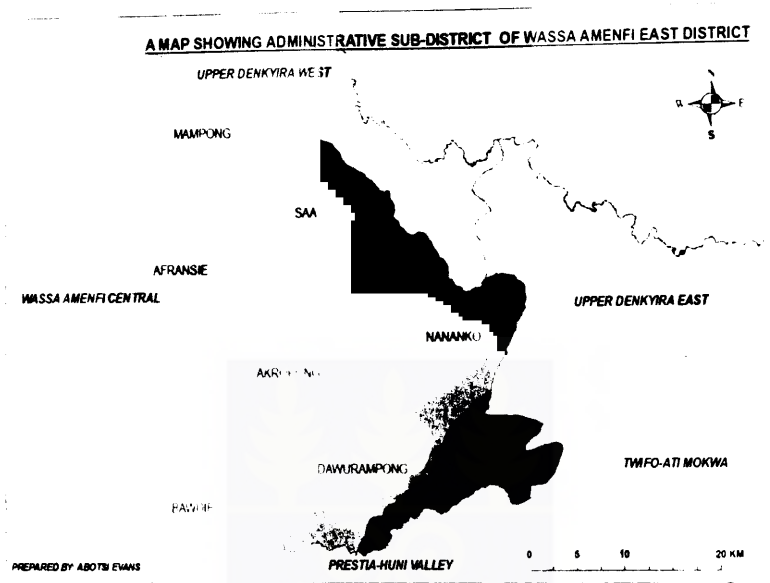 A MAP SHOWING ADMINISTRATIVE SUB-DISTRICT OF WASSA AMENFI EAST DISTRICT
UPPER DENKYIRA WEST
MAMPONG
E
S
SAA
AFRANSIE
WASSA AMENFI CENTRAL
UPPER DENKYIRA EAST
NANANKO
DAWURAMPONG
TWIFO-ATI MOKWA
0 5 10 20 KM
PREPARED BY ABOTSI EVANS
PRESTIA-HUNI VALLEY